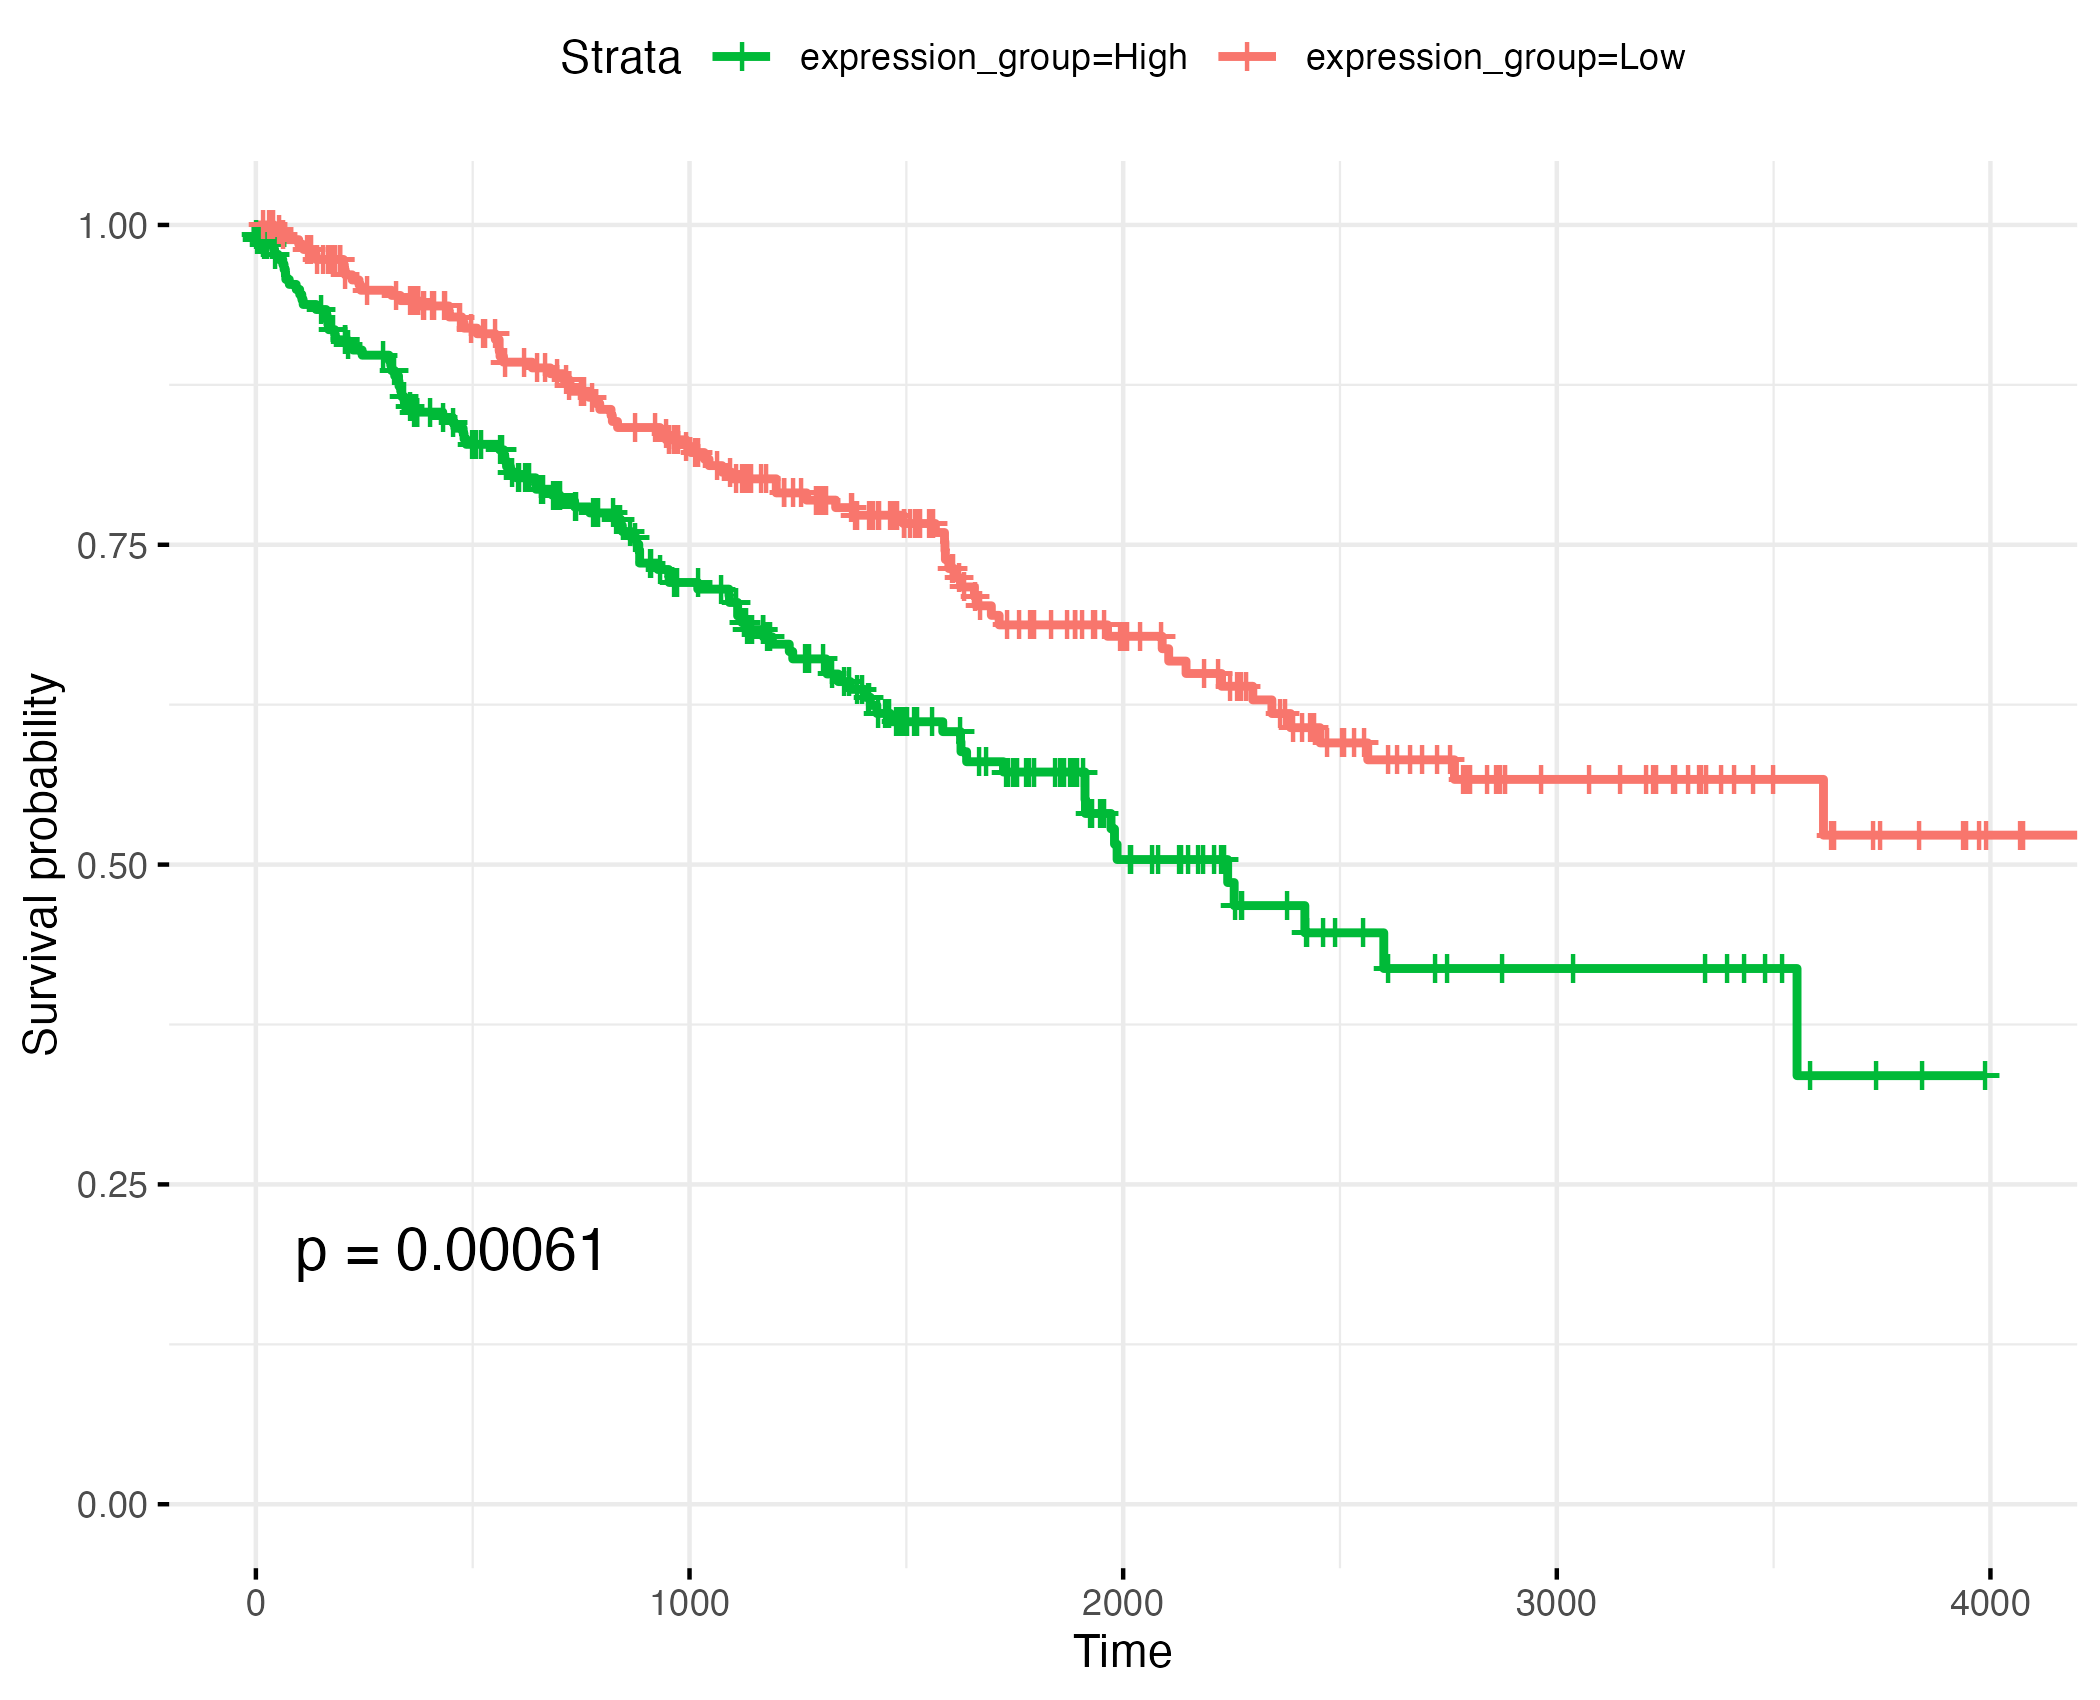 Strata expression_group=High expression_group=Low
1.00
0.75
0.50
0.25
0.00
Survival probability
p = 0.00061
0 1000 2000 3000 4000
Time